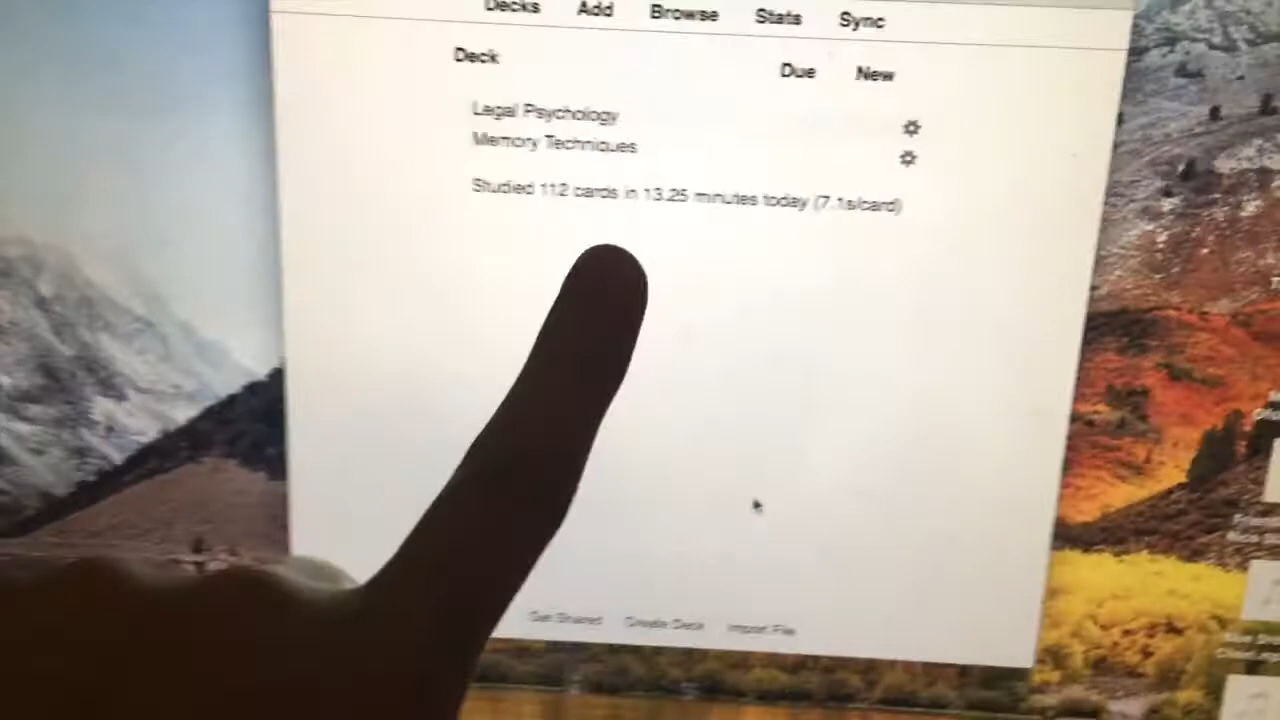 Decks Add Browse Stats Sync
Deck Due New
Legal Psychology
Memory Techniques
Studied 112 cards in 13.25 minutes today (7.1s/card)
Get Shared Create Deck Import File